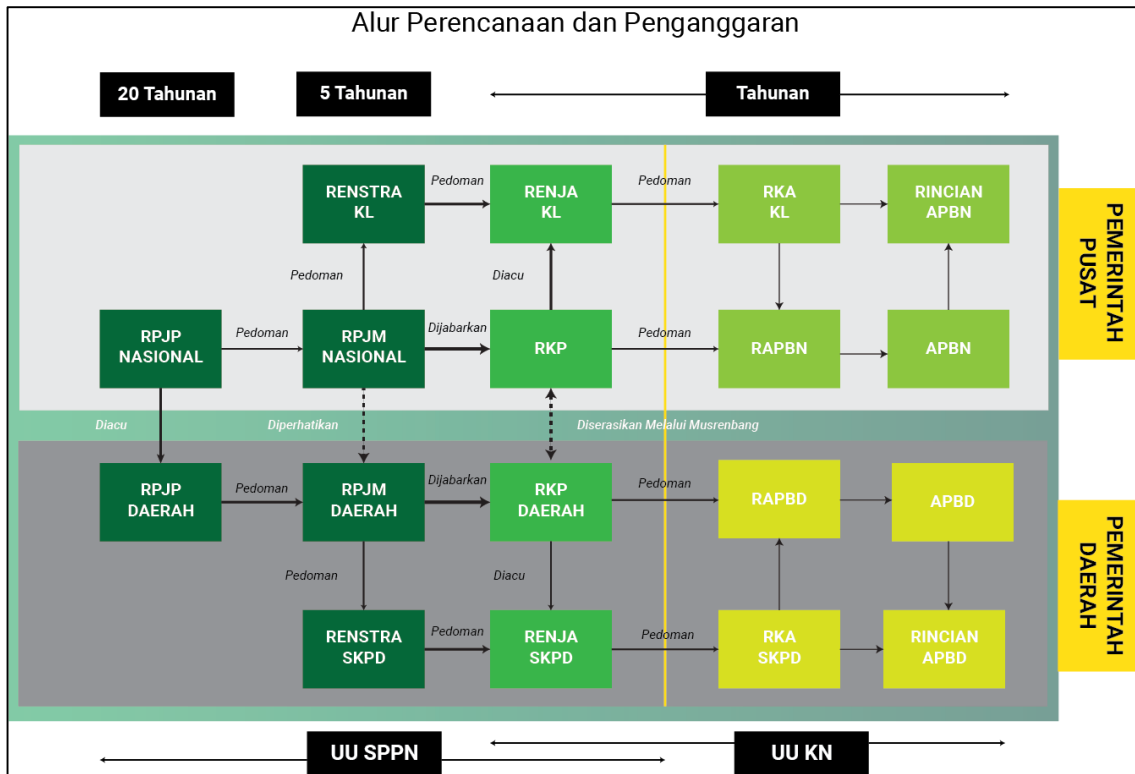 Alur Perencanaan dan Penganggaran
20 Tahunan
5 Tahunan
Tahunan
RENSTRA
KL
Pedoman
RENJA
KL
Pedoman
RKA
KL
RINCIAN
APBN
PEMERINTAH
PUSAT
Pedoman
Diacu
RPJP
NASIONAL
Pedoman
RPJM
NASIONAL
Dijabarkan
RKP
Pedoman
RAPBN
APBN
Diacu
Diperhatikan
Diserasikan Melalui Musrenbang
RPJP
DAERAH
Pedoman
RPJM
DAERAH
Dijabarkan
RKP
DAERAH
Pedoman
RAPBD
APBD
PEMERINTAH
DAERAH
Pedoman
Diacu
RENSTRA
SKPD
Pedoman
RENJA
SKPD
Pedoman
RKA
SKPD
RINCIAN
APBD
UU SPPN
UU KN